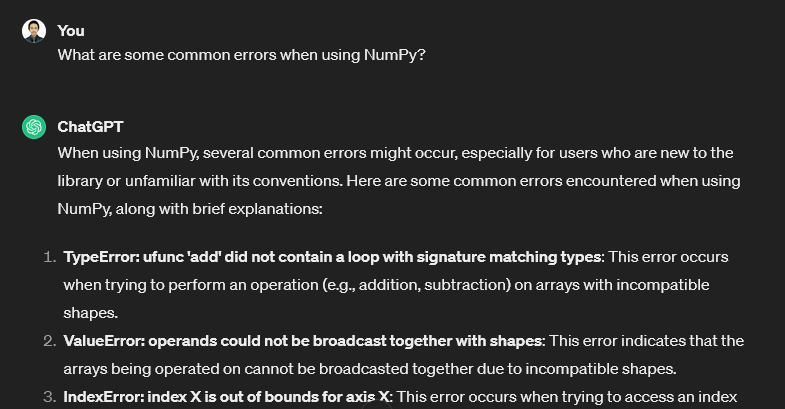 You
What are some common errors when using NumPy?
ChatGPT
When using NumPy, several common errors might occur, especially for users who are new to the
library or unfamiliar with its conventions. Here are some common errors encountered when using
NumPy, along with brief explanations:
1. TypeError: ufunc 'add' did not contain a loop with signature matching types: This error occurs
when trying to perform an operation (e.g., addition, subtraction) on arrays with incompatible
shapes.
2. ValueError: operands could not be broadcast together with shapes: This error indicates that the
arrays being operated on cannot be broadcasted together due to incompatible shapes.
3. IndexError: index X is out of bounds for axis X: This error occurs when trying to access an index